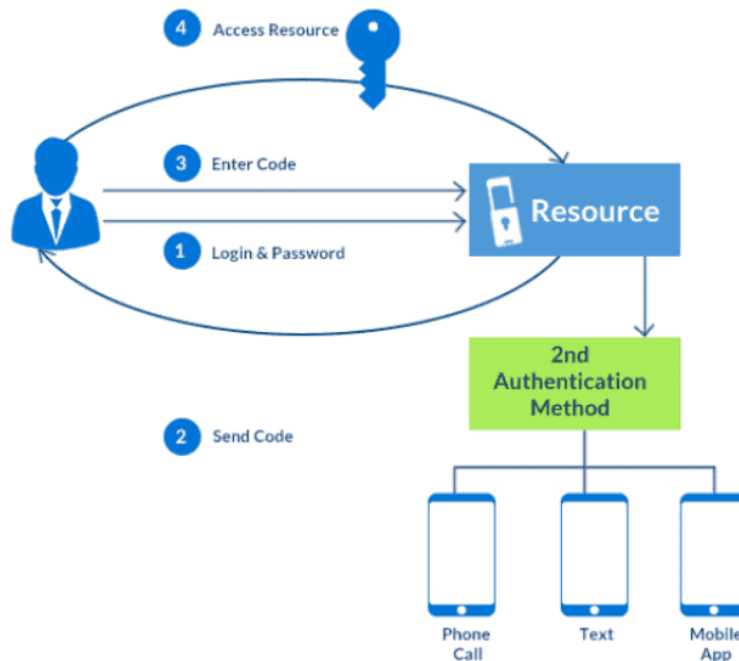 4 Access Resource
3 Enter Code
Resource
1 Login & Password
2nd
Authentication
Method
2 Send Code
Phone
Call
Text
Mobile
App